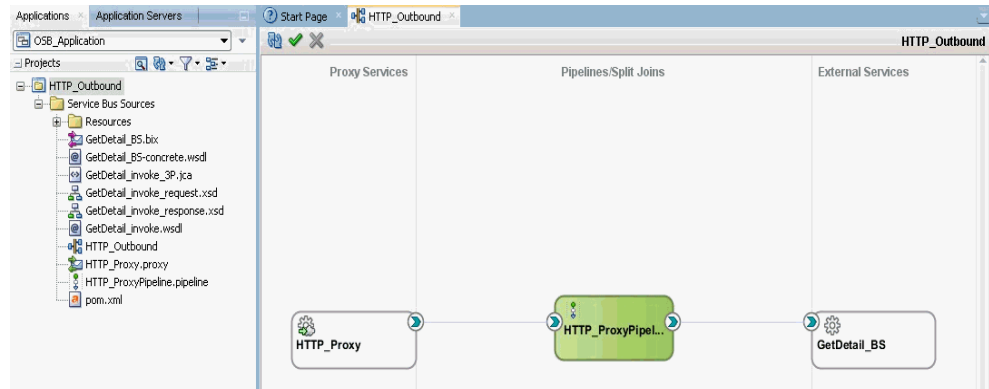 Applications
Application Servers
OSB_Application
Projects
HTTP_Outbound
Service Bus Sources
Resources
GetDetail_BS.bix
GetDetail_BS-concrete.wsdl
GetDetail_invoke_3P.jca
GetDetail_invoke_request.xsd
GetDetail_invoke_response.xsd
GetDetail_invoke.wsdl
HTTP_Outbound
HTTP_Proxy.proxy
HTTP_ProxyPipeline.pipeline
pom.xml
Start Page
HTTP_Outbound
HTTP_Outbound
Proxy Services
Pipelines/Split Joins
External Services
HTTP_Proxy
HTTP_ProxyPipel...
GetDetail_BS